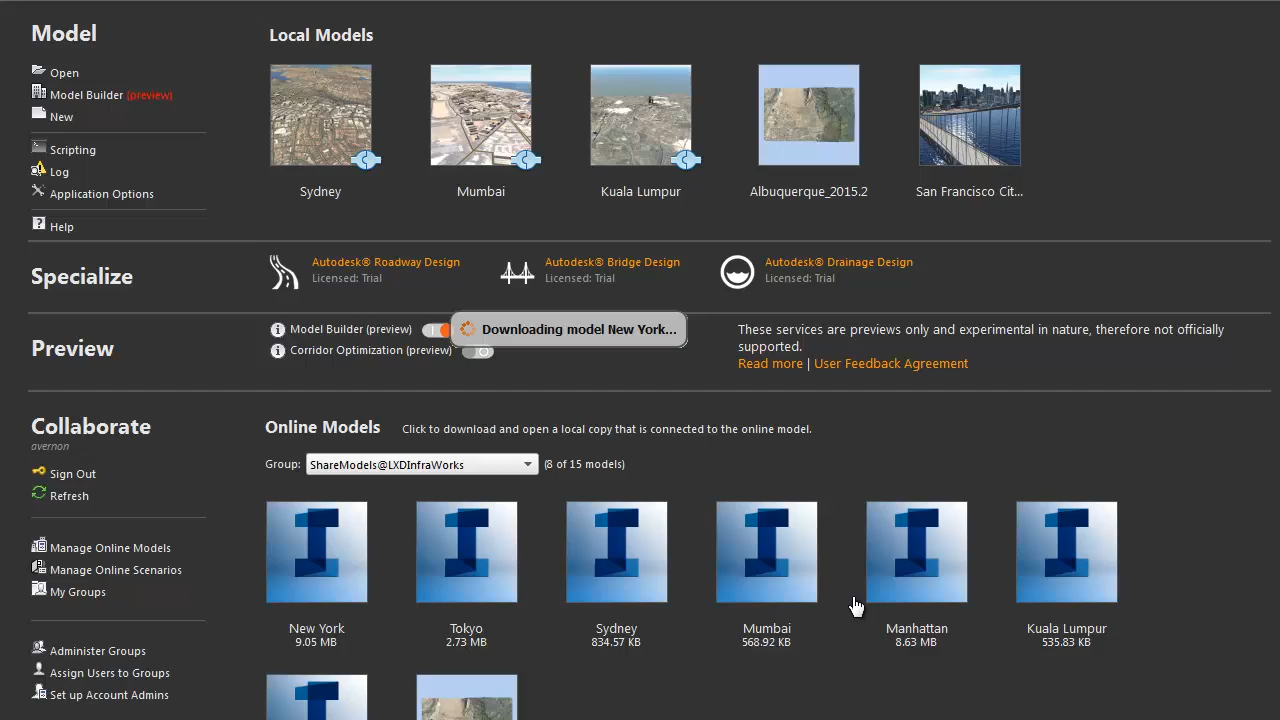 Model
Open
Model Builder (preview)
New
Scripting
Log
Application Options
Help
Local Models
Sydney
Mumbai
Kuala Lumpur
Albuquerque_2015.2
San Francisco Cit...
Specialize
Autodesk® Roadway Design
Licensed: Trial
Autodesk® Bridge Design
Licensed: Trial
Autodesk® Drainage Design
Licensed: Trial
Preview
Model Builder (preview)
Corridor Optimization (preview)
Downloading model New York...
These services are previews only and experimental in nature, therefore not officially
supported.
Read more | User Feedback Agreement
Collaborate
avernon
Sign Out
Refresh
Manage Online Models
Manage Online Scenarios
My Groups
Administer Groups
Assign Users to Groups
Set up Account Admins
Online Models
Click to download and open a local copy that is connected to the online model.
Group: ShareModels@LXDInfraWorks (8 of 15 models)
New York
9.05 MB
Tokyo
2.73 MB
Sydney
834.57 KB
Mumbai
568.92 KB
Manhattan
8.63 MB
Kuala Lumpur
535.83 KB